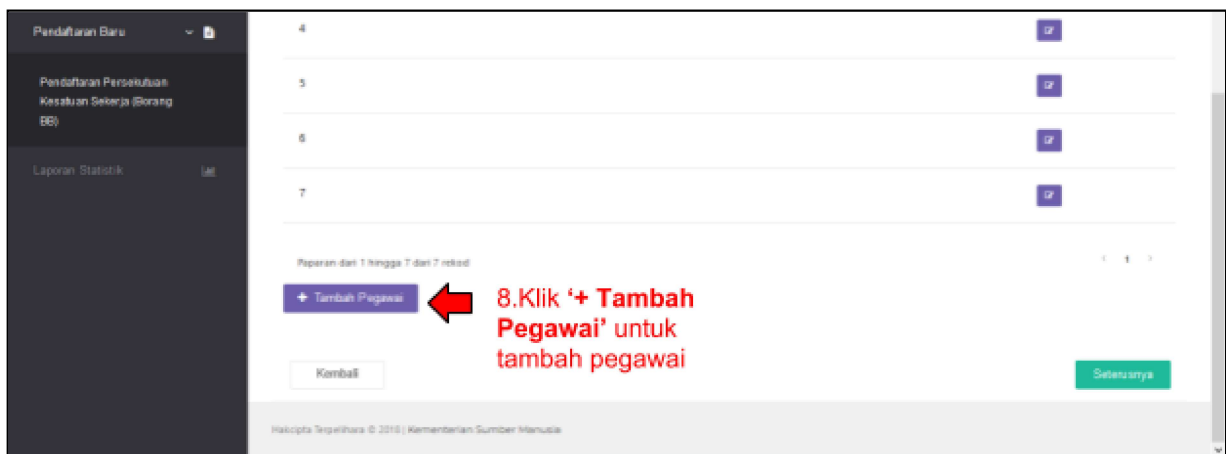 Pendaftaran Baru
Pendaftaran Persekutuan
Kesatuan Sekerja (Borang
BB)
Laporan Statistik
4
5
6
7
Paparan dari 1 hingga 7 dari 7 rekod
< 1 >
+ Tambah Pegawai
8.Klik ‘+ Tambah
Pegawai’ untuk
tambah pegawai
Kembali
Seterusnya
Hakcipta Terpelihara © 2018 | Kementerian Sumber Manusia